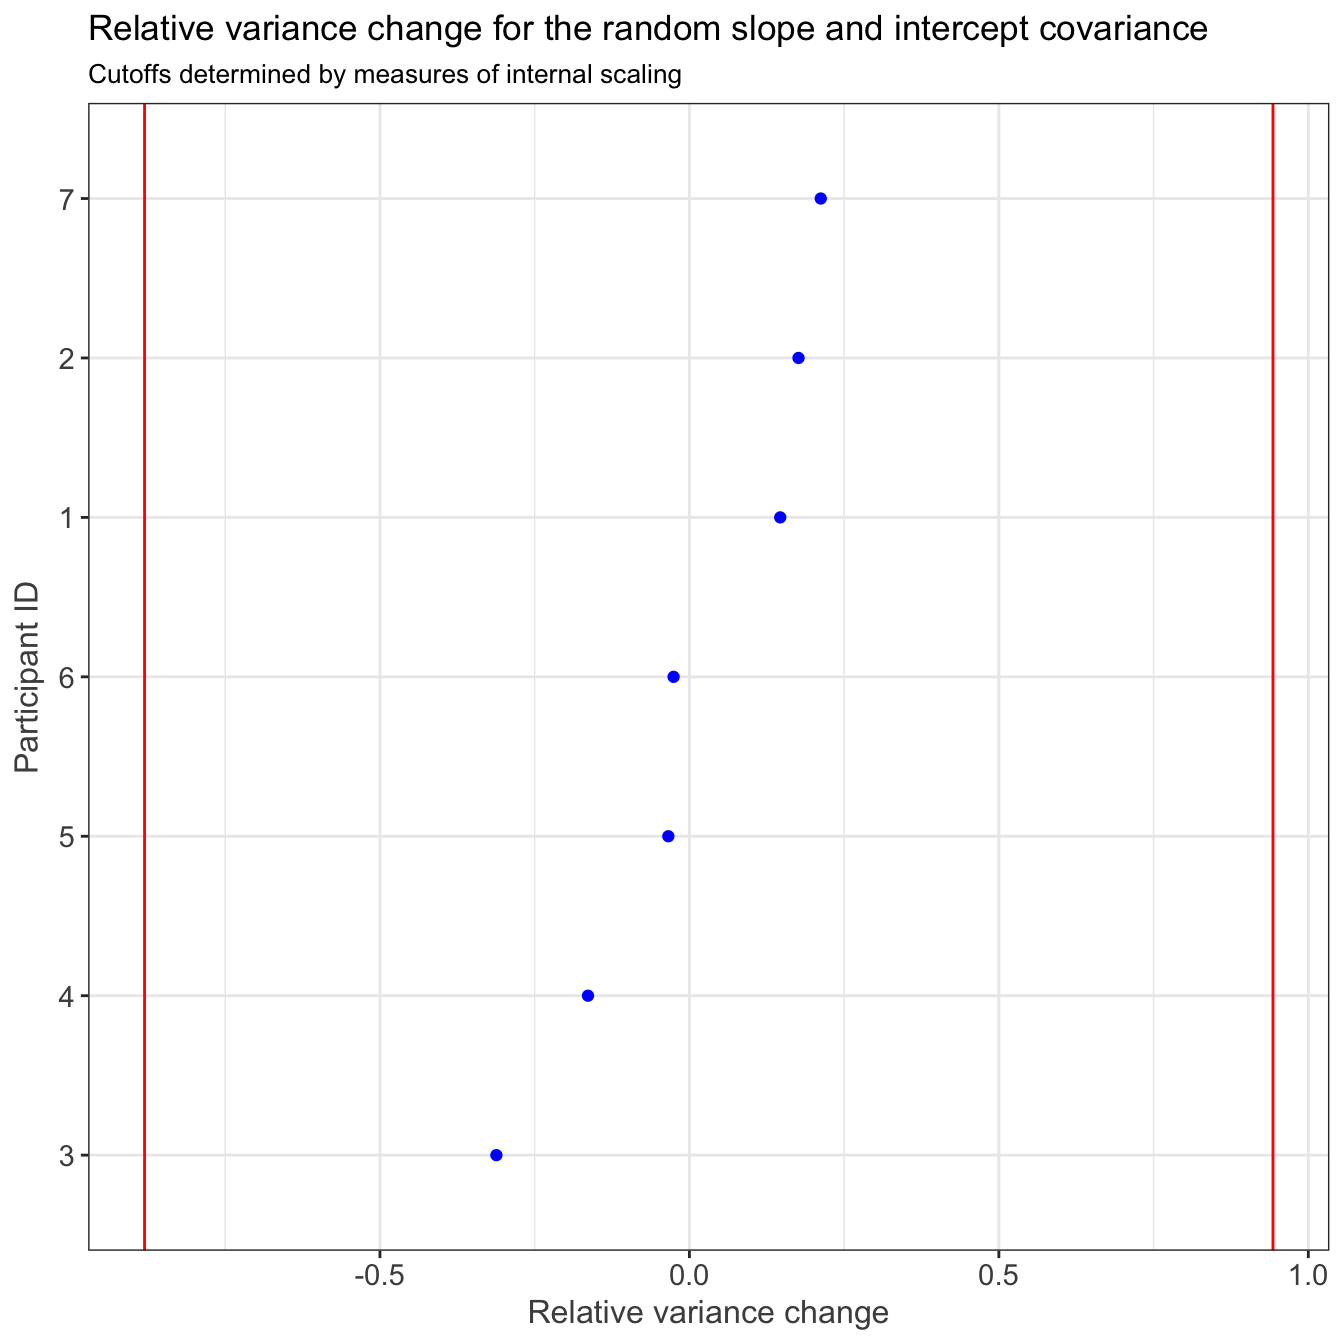 Relative variance change for the random slope and intercept covariance
Cutoffs determined by measures of internal scaling
Participant ID
7
2
1
6
5
4
3
-0.5 0.0 0.5 1.0
Relative variance change